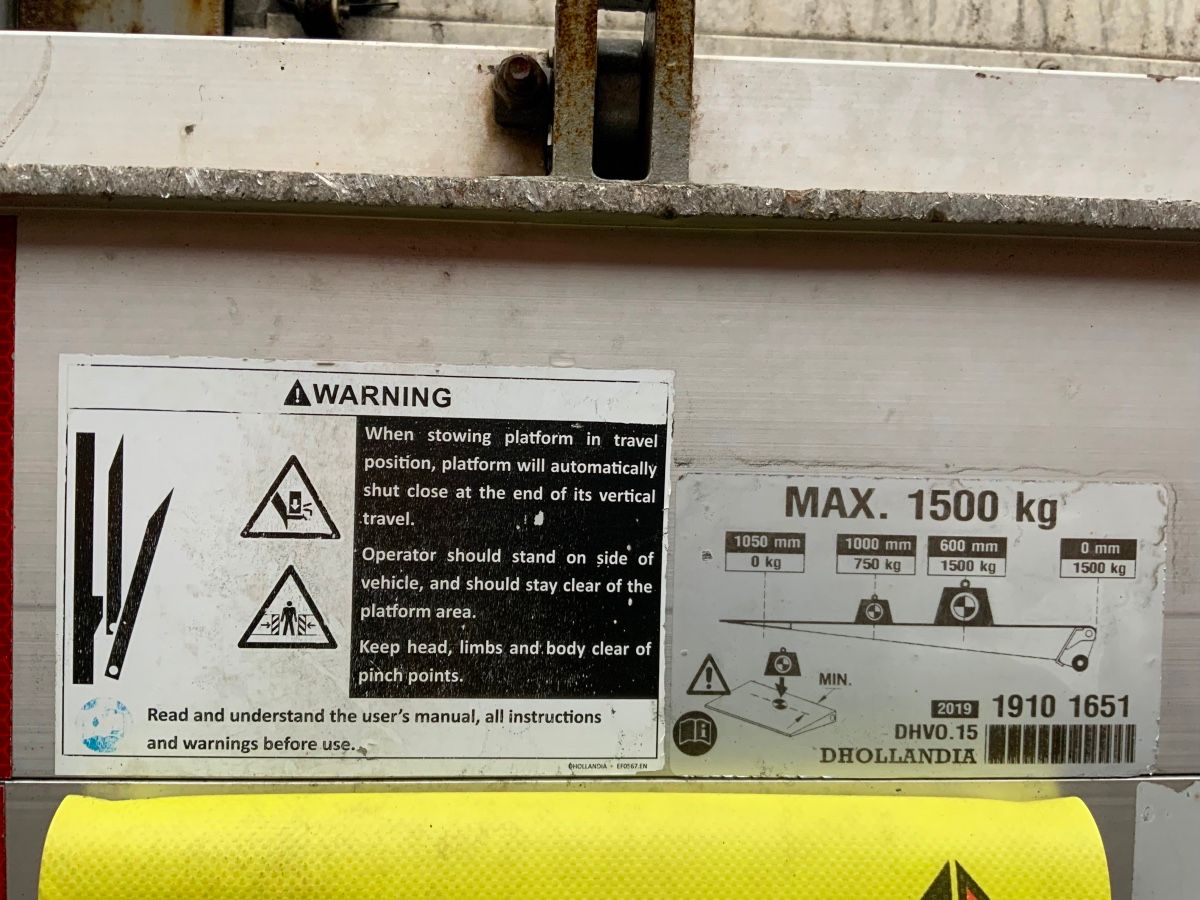 WARNING
When stowing platform in travel
position, platform will automatically
shut close at the end of its vertical
travel.
Operator should stand on side of
vehicle, and should stay clear of the
platform area.
Keep head, limbs and body clear of
pinch points.
Read and understand the user's manual, all instructions
and warnings before use.
DHOLLANDIA - EF0567.EN
MAX. 1500 kg
1050 mm 1000 mm 600 mm 0 mm
0 kg 750 kg 1500 kg 1500 kg
MIN.
2019 1910 1651
DHVO.15
DHOLLANDIA